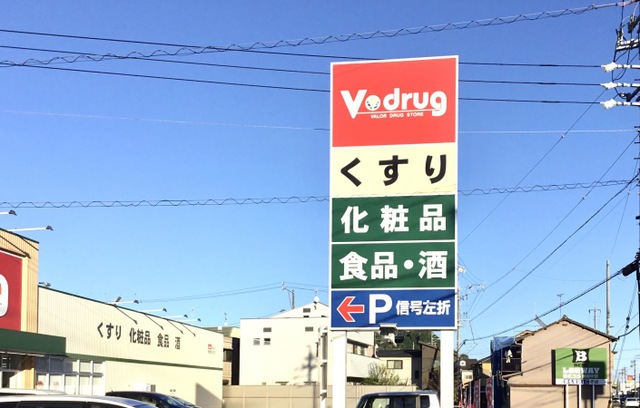 V●drug
VALOR DRUG STORE
くすり
化粧品
食品・酒
P 信号左折
くすり 化粧品 食品 酒
B